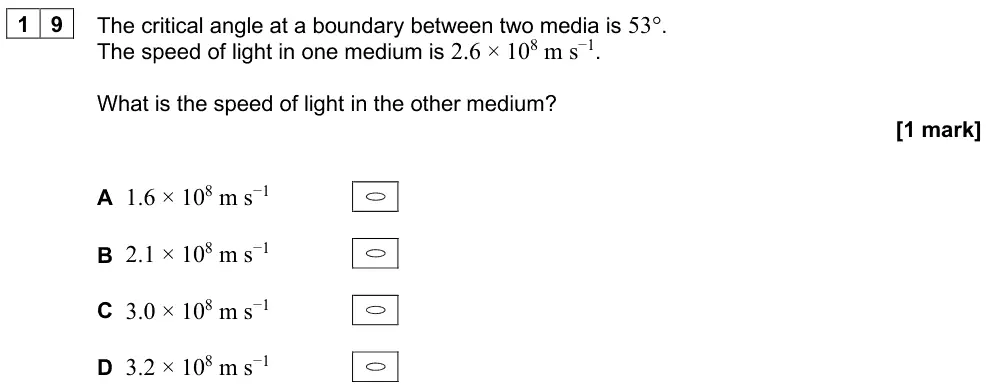 1 9 The critical angle at a boundary between two media is 53°.
The speed of light in one medium is 2.6 × 10⁸ m s⁻¹.
What is the speed of light in the other medium?
[1 mark]
A 1.6 × 10⁸ m s⁻¹
B 2.1 × 10⁸ m s⁻¹
C 3.0 × 10⁸ m s⁻¹
D 3.2 × 10⁸ m s⁻¹